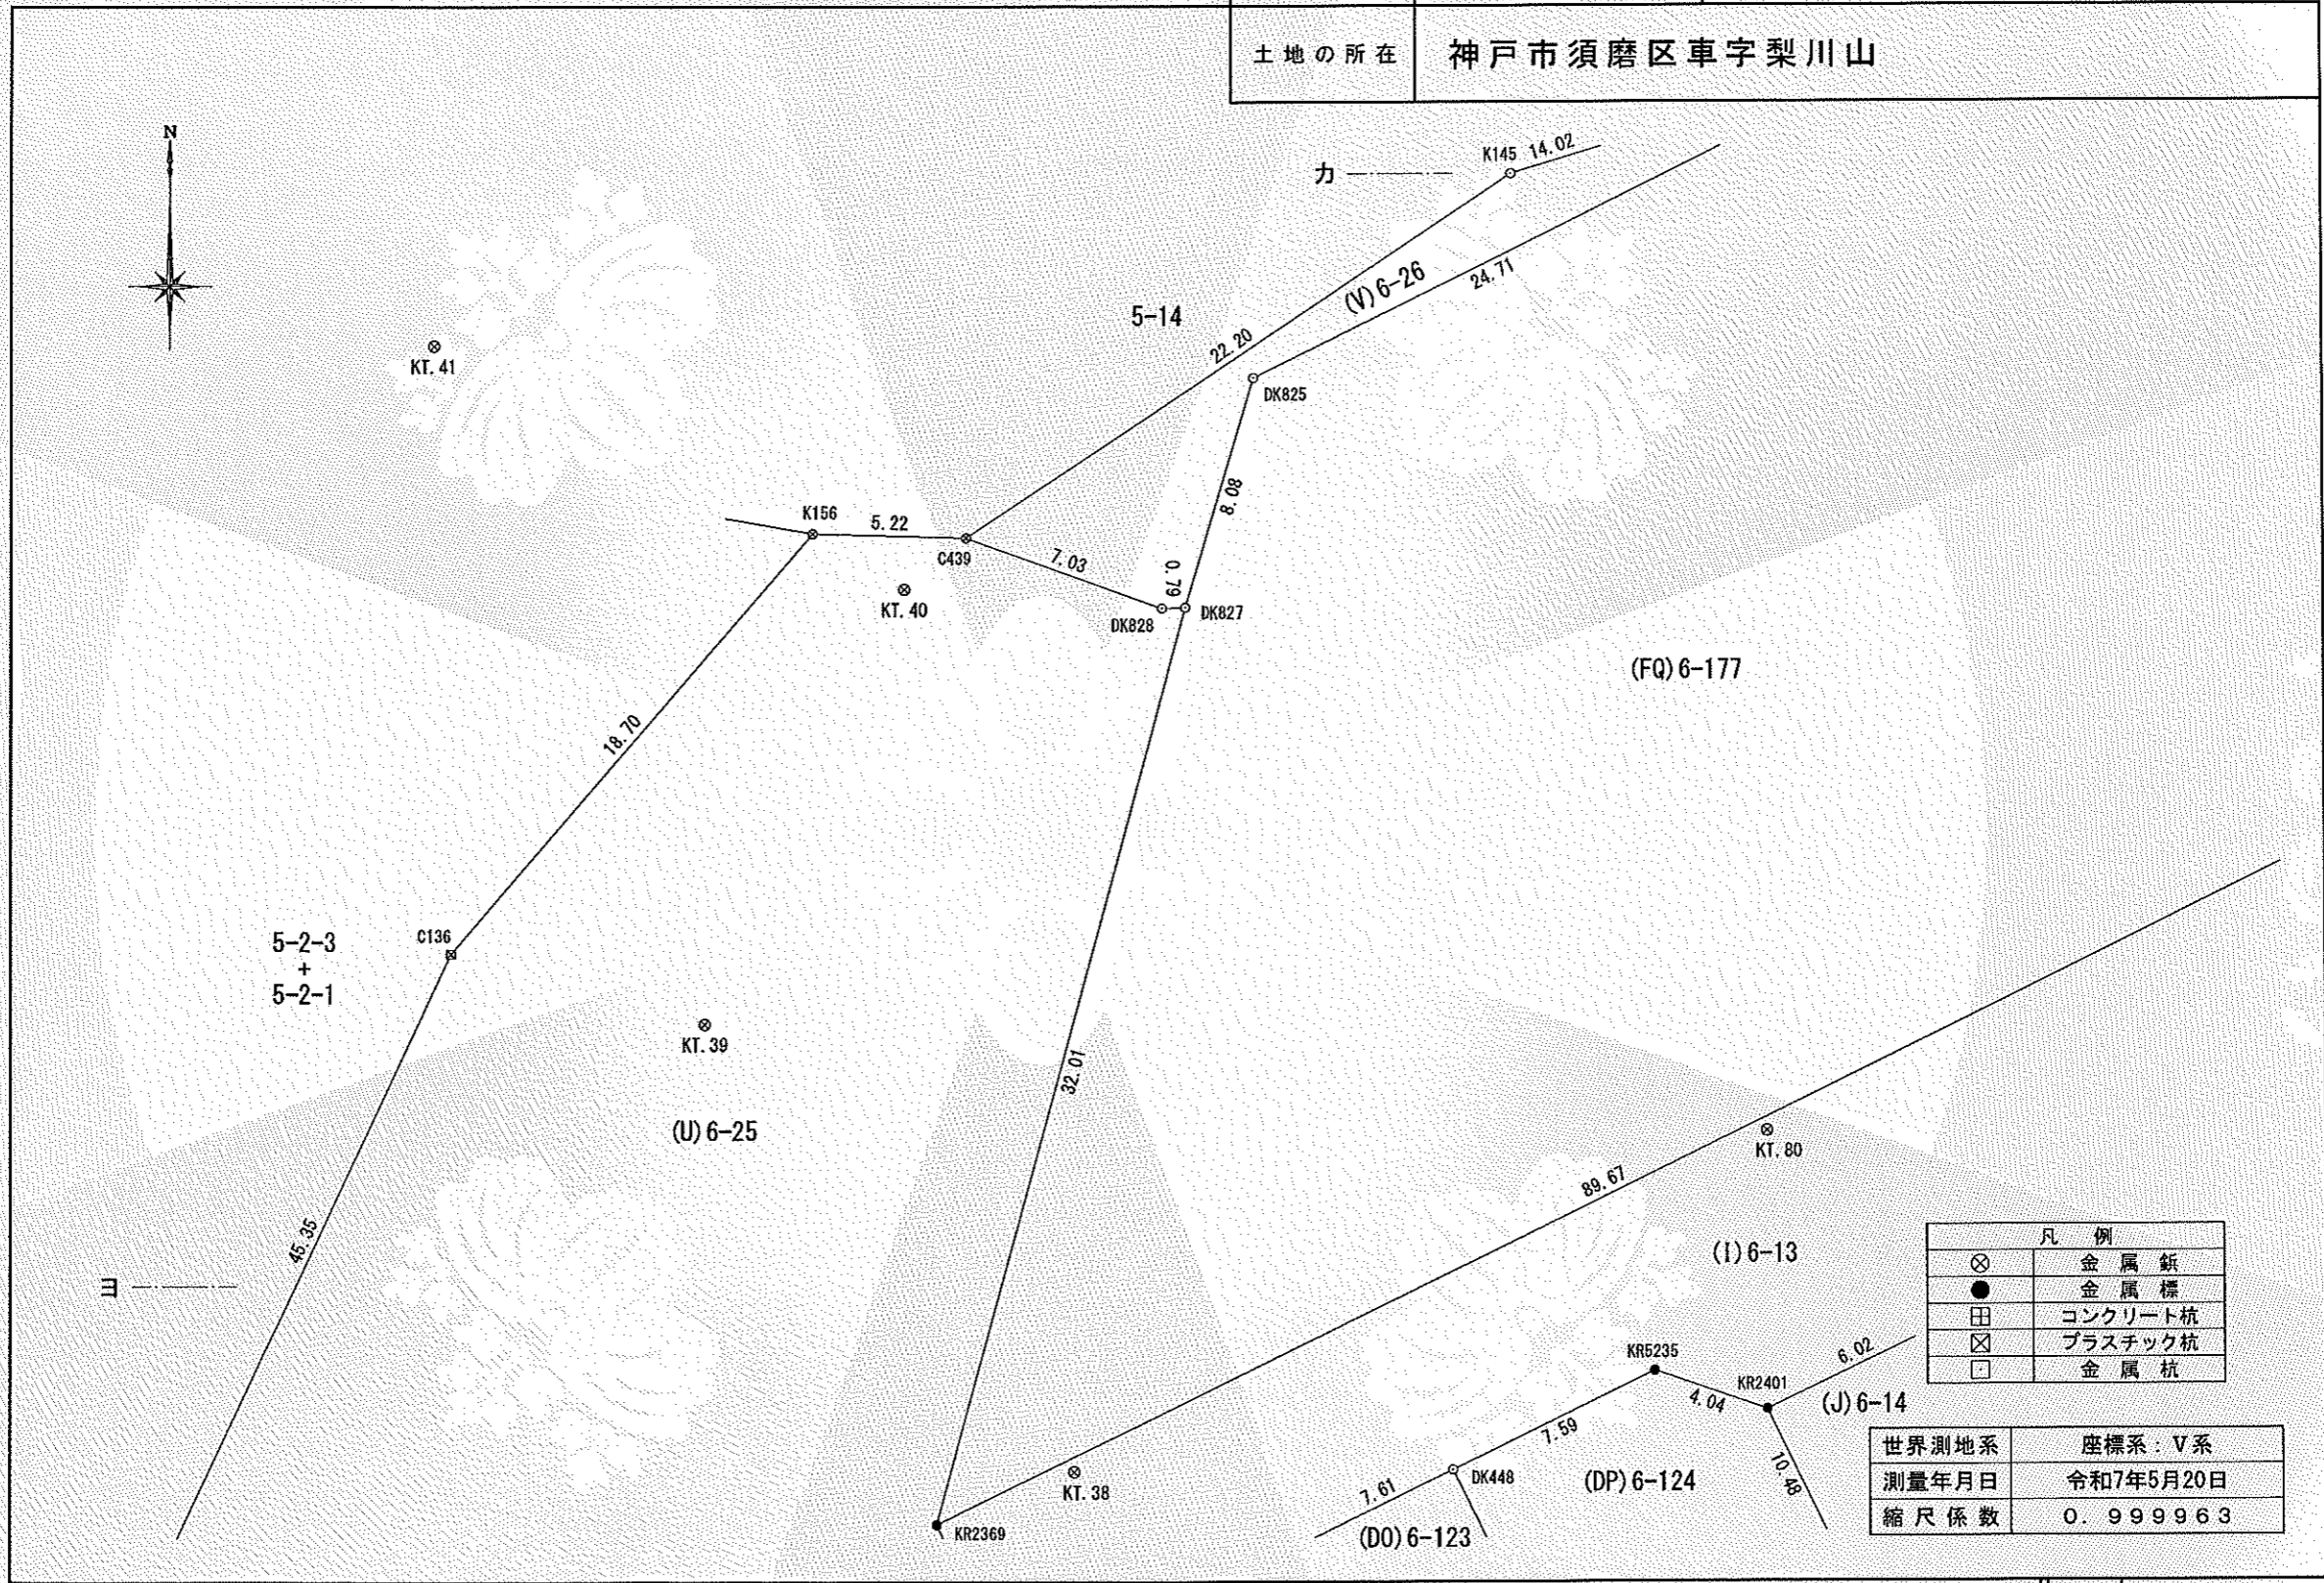 土地の所在 神戸市須磨区車字梨川山
N
カ
K145 14.02
(V)6-26
24.71
5-14
22.20
KT.41
DK825
8.08
K156
5.22
C439
7.03
0.79
KT.40
DK828
DK827
(FQ)6-177
18.70
5-2-3
+
5-2-1
C136
KT.39
32.01
(U)6-25
KT.80
89.67
45.35
ヨ
(I)6-13
凡例
金属鋲
金属標
コンクリート杭
プラスチック杭
金属杭
KR5235
6.02
KR2401
4.04
(J)6-14
7.59
DK448
10.48
(DP)6-124
KT.38
7.61
KR2369
(DO)6-123
世界測地系 座標系：Ⅴ系
測量年月日 令和7年5月20日
縮尺係数 0.999963